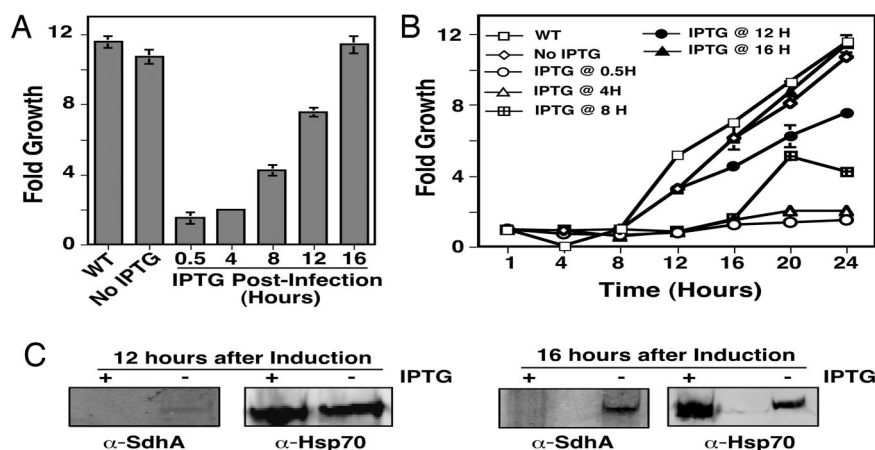 A
Fold Growth
12
8
4
0
WT
No IPTG
0.5 4 8 12 16
IPTG Post-Infection
(Hours)
B
Fold Growth
12
8
4
0
WT
No IPTG
IPTG @ 0.5H
IPTG @ 4H
IPTG @ 8 H
IPTG @ 12 H
IPTG @ 16 H
1 4 8 12 16 20 24
Time (Hours)
C
12 hours after Induction
+ - + - IPTG
α-SdhA α-Hsp70
16 hours after Induction
+ - + - IPTG
α-SdhA α-Hsp70